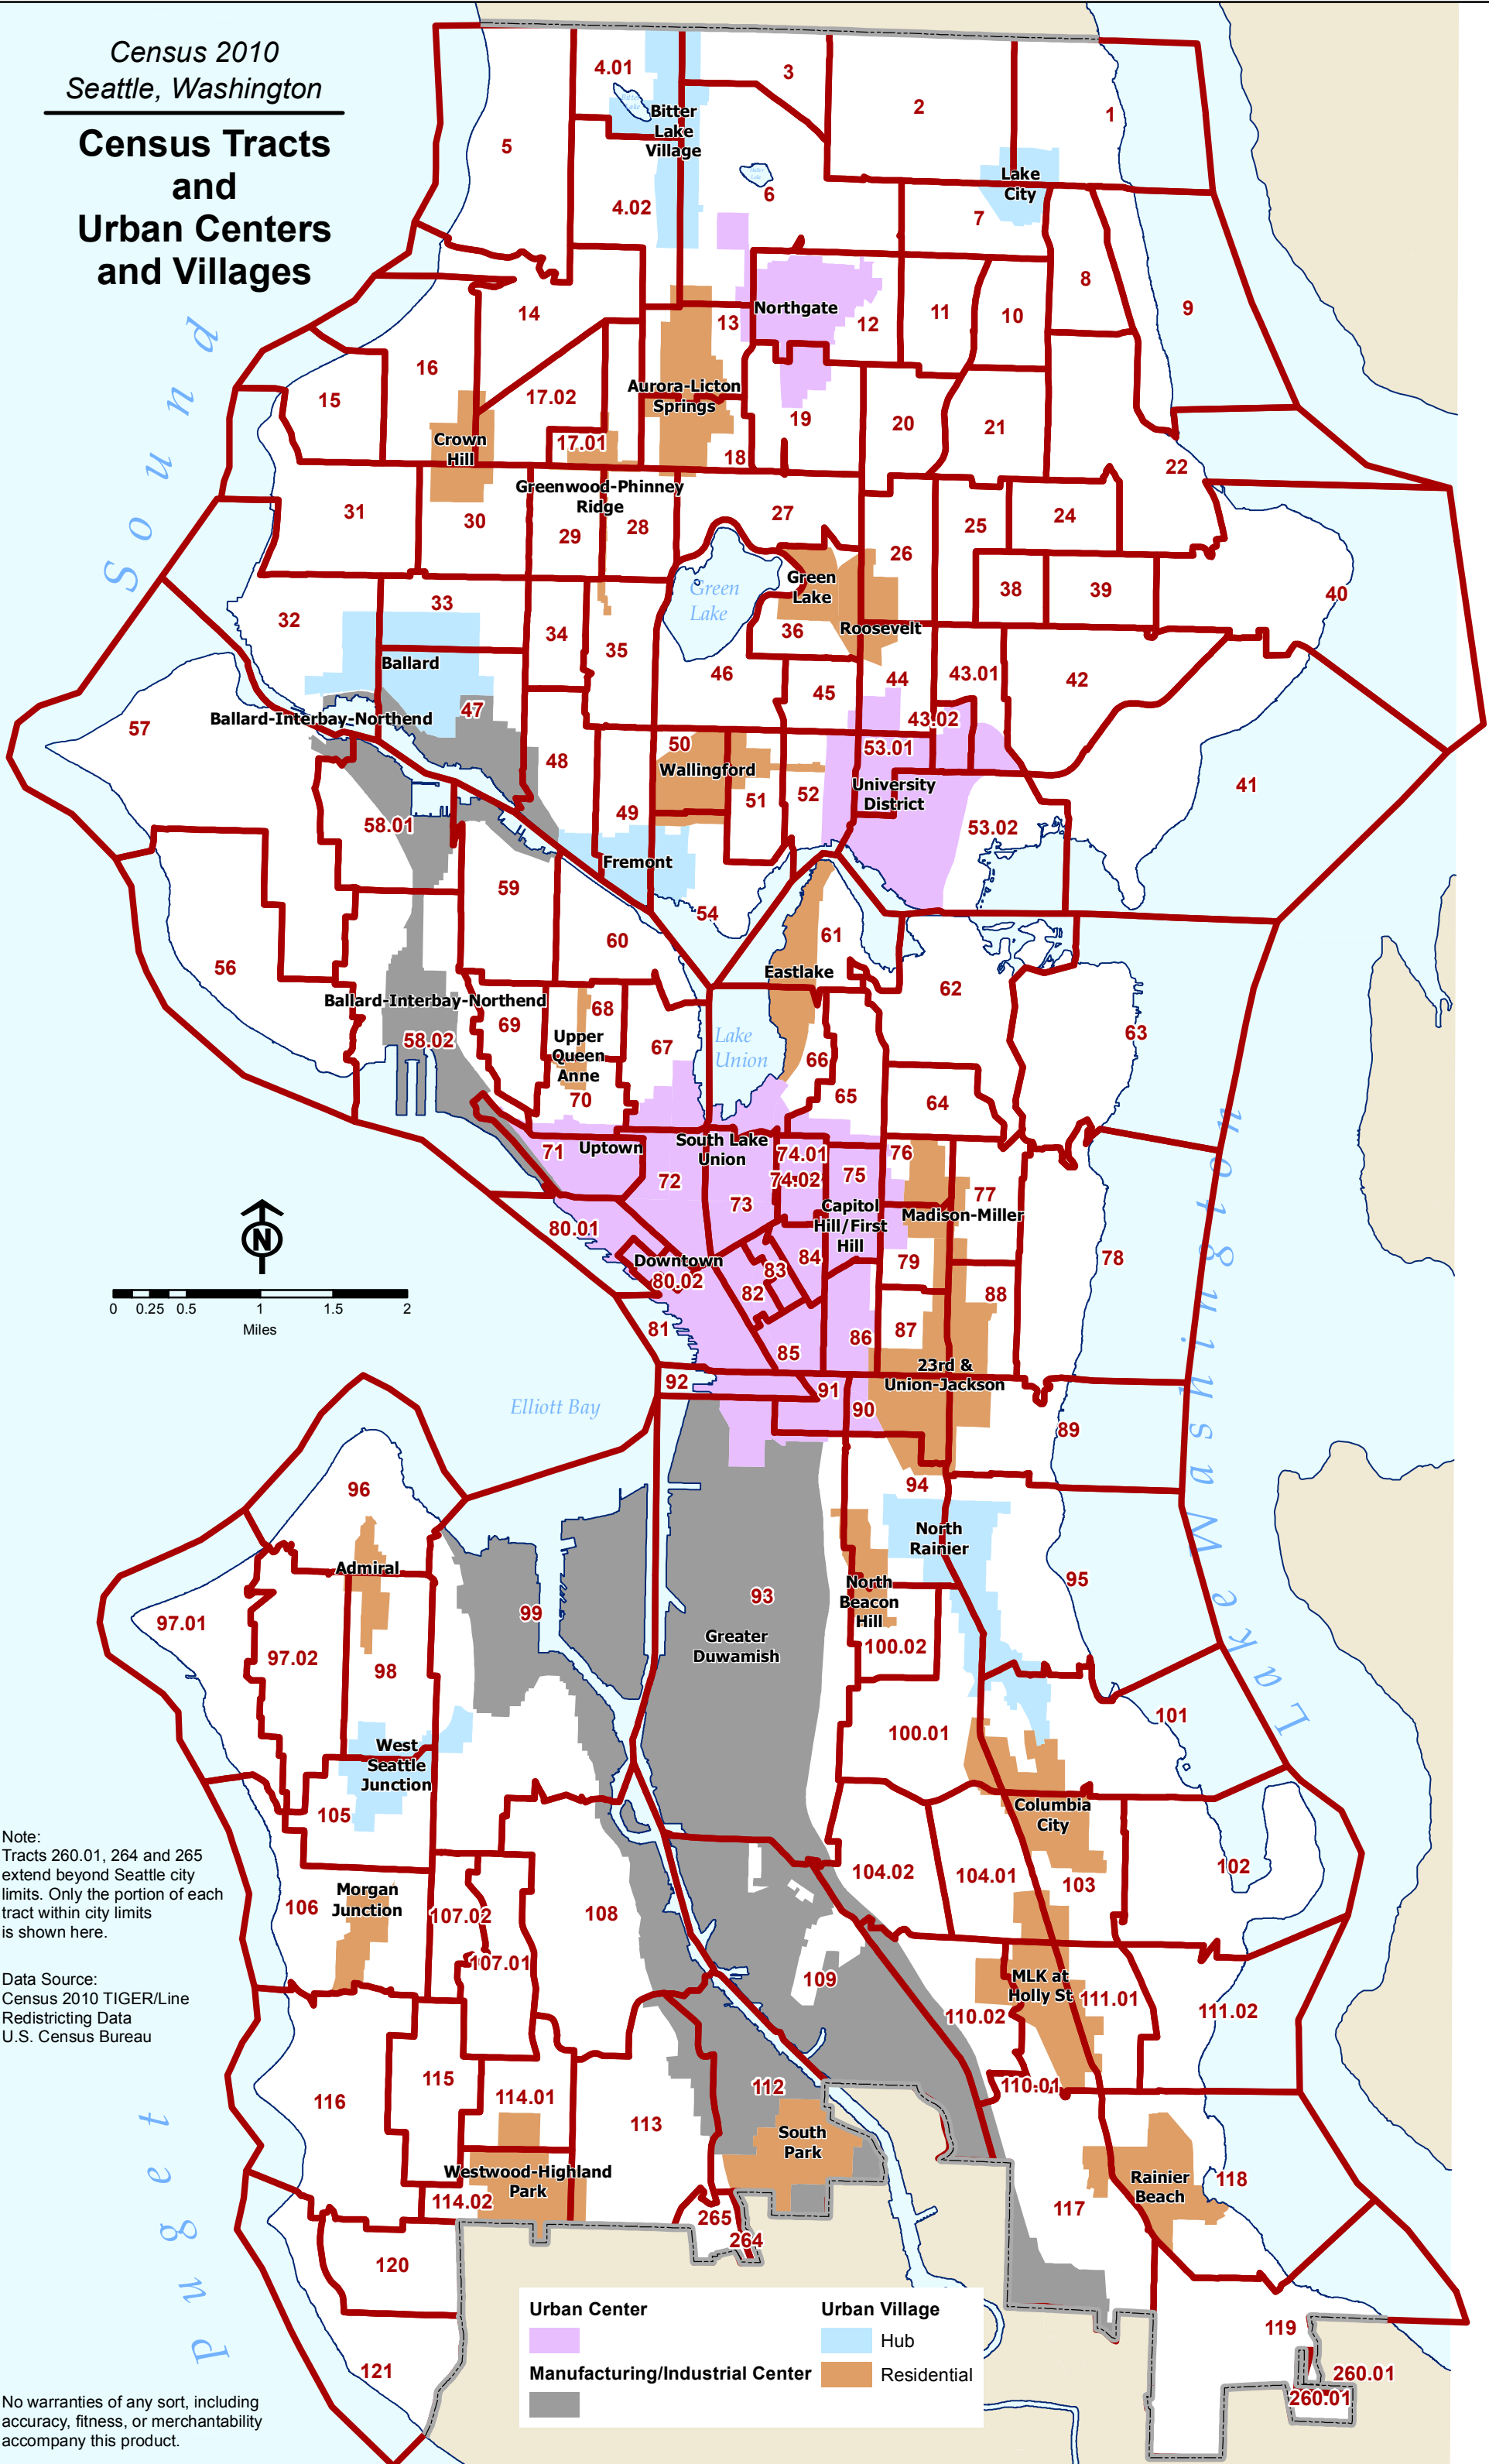 Census 2010
Seattle, Washington
Census Tracts
and
Urban Centers
and Villages
4.01
3
2
1
Bitter
Lake
Village
5
6
4.02
Lake
City
7
8
9
14
Northgate
13
12
11
10
16
15
17.02
Aurora-Licton
Springs
19
20
21
Crown
Hill
17.01
18
22
Greenwood-Phinney
Ridge
31
30
29
28
27
26
25
24
Green
Lake
Green
Lake
38
39
40
32
33
34
35
36
Roosevelt
Ballard
46
45
44
43.01
42
43.02
Ballard-Interbay-Northend
47
57
48
50
Wallingford
53.01
University
District
41
49
51
52
58.01
53.02
Fremont
59
54
60
61
56
Eastlake
62
Ballard-Interbay-Northend
58.02
69
68
Upper
Queen
Anne
67
Lake
Union
66
63
70
65
64
71
Uptown
South Lake
Union
74.01
74.02
75
76
72
73
Capitol
Hill/First
Hill
77
Madison-Miller
80.01
Downtown
80.02
83
84
79
78
82
88
81
85
86
87
23rd &
Union-Jackson
92
91
90
89
N
0 0.25 0.5 1 1.5 2
Miles
Elliott Bay
Puget Sound
Lake Washington
96
94
Admiral
North
Rainier
93
North
Beacon
Hill
95
97.01
97.02
98
99
Greater
Duwamish
100.02
100.01
101
West
Seattle
Junction
105
Columbia
City
102
104.02
104.01
103
Morgan
Junction
106
107.02
107.01
108
109
MLK at
Holly St
111.01
110.02
111.02
110.01
115
116
114.01
113
112
South
Park
Westwood-Highland
Park
114.02
Rainier
Beach
118
117
265
264
120
119
121
260.01
260.01
Note:
Tracts 260.01, 264 and 265
extend beyond Seattle city
limits. Only the portion of each
tract within city limits
is shown here.
Data Source:
Census 2010 TIGER/Line
Redistricting Data
U.S. Census Bureau
Urban Center
Manufacturing/Industrial Center
Urban Village
Hub
Residential
No warranties of any sort, including
accuracy, fitness, or merchantability
accompany this product.